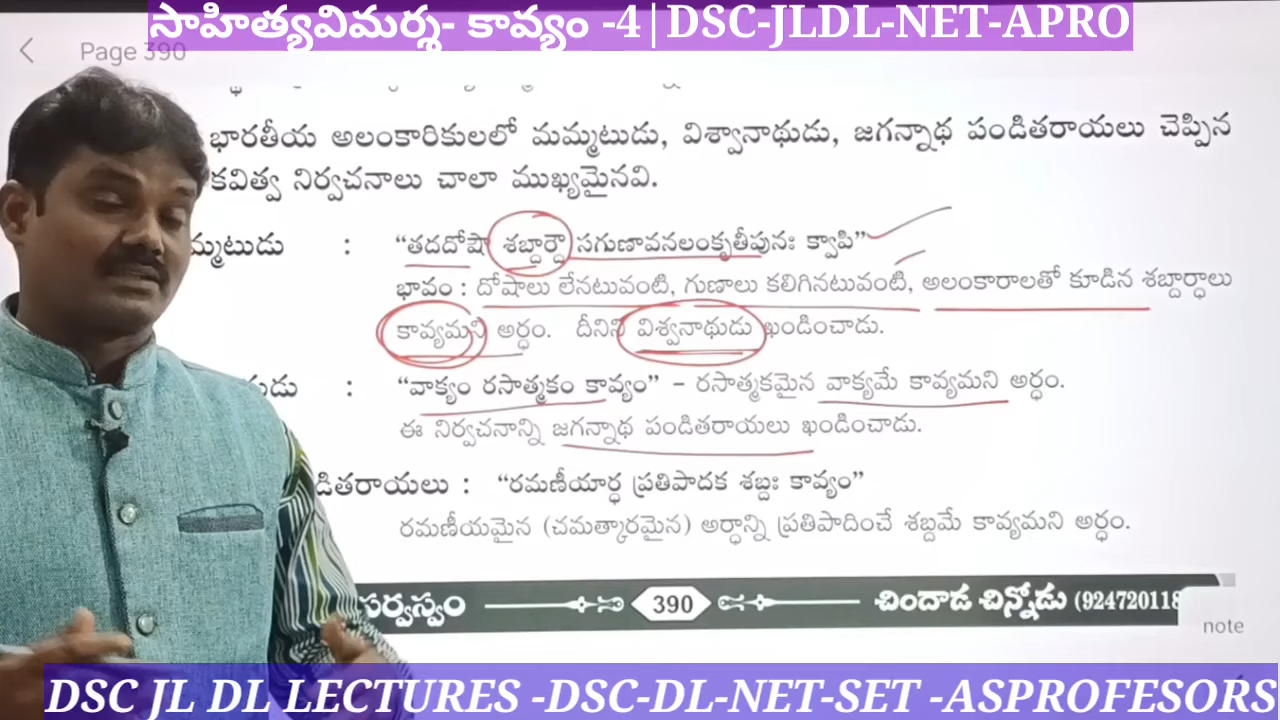 సాహిత్యవిమర్శ- కావ్యం -4|DSC-JLDL-NET-APRO
Page 390
భారతీయ అలంకారికులలో మమ్మటుడు, విశ్వానాథుడు, జగన్నాథ పండితరాయలు చెప్పిన
కవిత్వ నిర్వచనాలు చాలా ముఖ్యమైనవి.
మ్మటుడు : “తదదోషౌ శబ్దార్థౌ సగుణావనలంకృతీపునః క్వాపి”
భావం : దోషాలు లేనటువంటి, గుణాలు కలిగినటువంటి, అలంకారాలతో కూడిన శబ్దార్థాలు
కావ్యమని అర్థం. దీనిని విశ్వనాథుడు ఖండించాడు.
డు : “వాక్యం రసాత్మకం కావ్యం” – రసాత్మకమైన వాక్యమే కావ్యమని అర్థం.
ఈ నిర్వచనాన్ని జగన్నాథ పండితరాయలు ఖండించాడు.
డితరాయలు : “రమణీయార్థ ప్రతిపాదక శబ్దః కావ్యం”
రమణీయమైన (చమత్కారమైన) అర్థాన్ని ప్రతిపాదించే శబ్దమే కావ్యమని అర్థం.
సర్వస్వం 390 చిందాడ చిన్నోడు (924720118
note
DSC JL DL LECTURES -DSC-DL-NET-SET -ASPROFESORS